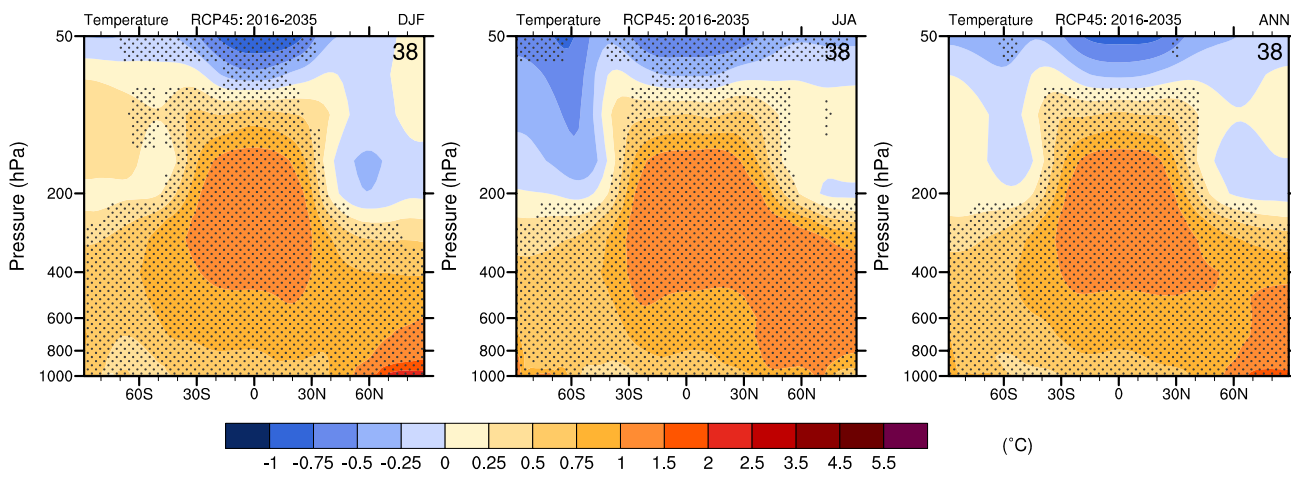 Temperature RCP45: 2016-2035 DJF
Temperature RCP45: 2016-2035 JJA
Temperature RCP45: 2016-2035 ANN
38
38
38
Pressure (hPa)
50
200
400
600
800
1000
60S 30S 0 30N 60N
Pressure (hPa)
50
200
400
600
800
1000
60S 30S 0 30N 60N
Pressure (hPa)
50
200
400
600
800
1000
60S 30S 0 30N 60N
-1 -0.75 -0.5 -0.25 0 0.25 0.5 0.75 1 1.5 2 2.5 3.5 4.5 5.5
(˚C)